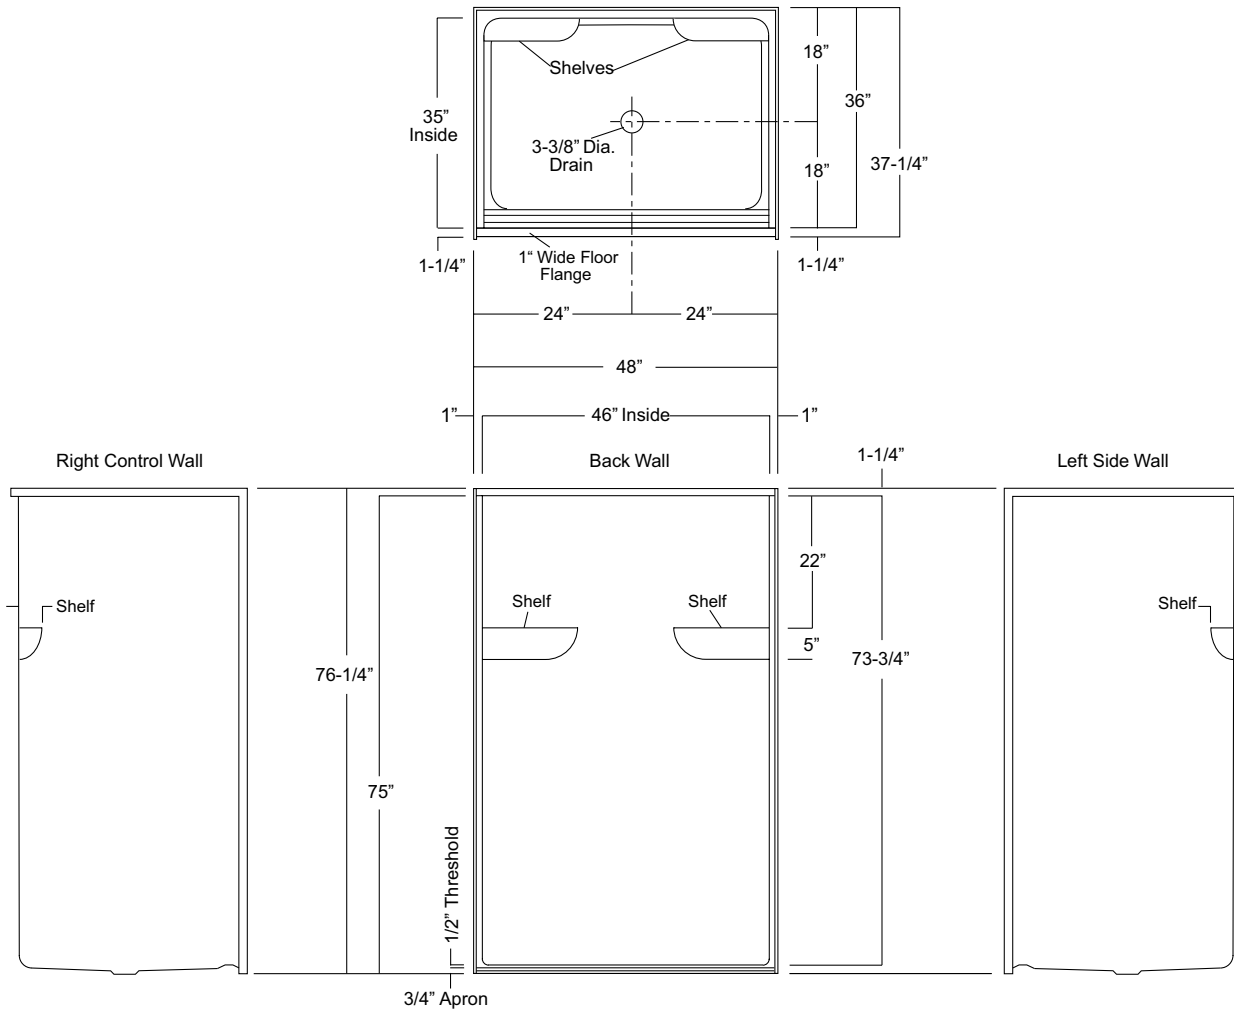 18”
Shelves
36”
35”
Inside
3-3/8” Dia.
Drain
37-1/4”
18”
1-1/4”
1“ Wide Floor
Flange
1-1/4”
24”
24”
48”
1”
46” Inside
1”
Right Control Wall
Back Wall
1-1/4”
Left Side Wall
22”
Shelf
Shelf
Shelf
Shelf
5”
73-3/4”
76-1/4”
75”
1/2” Threshold
3/4” Apron